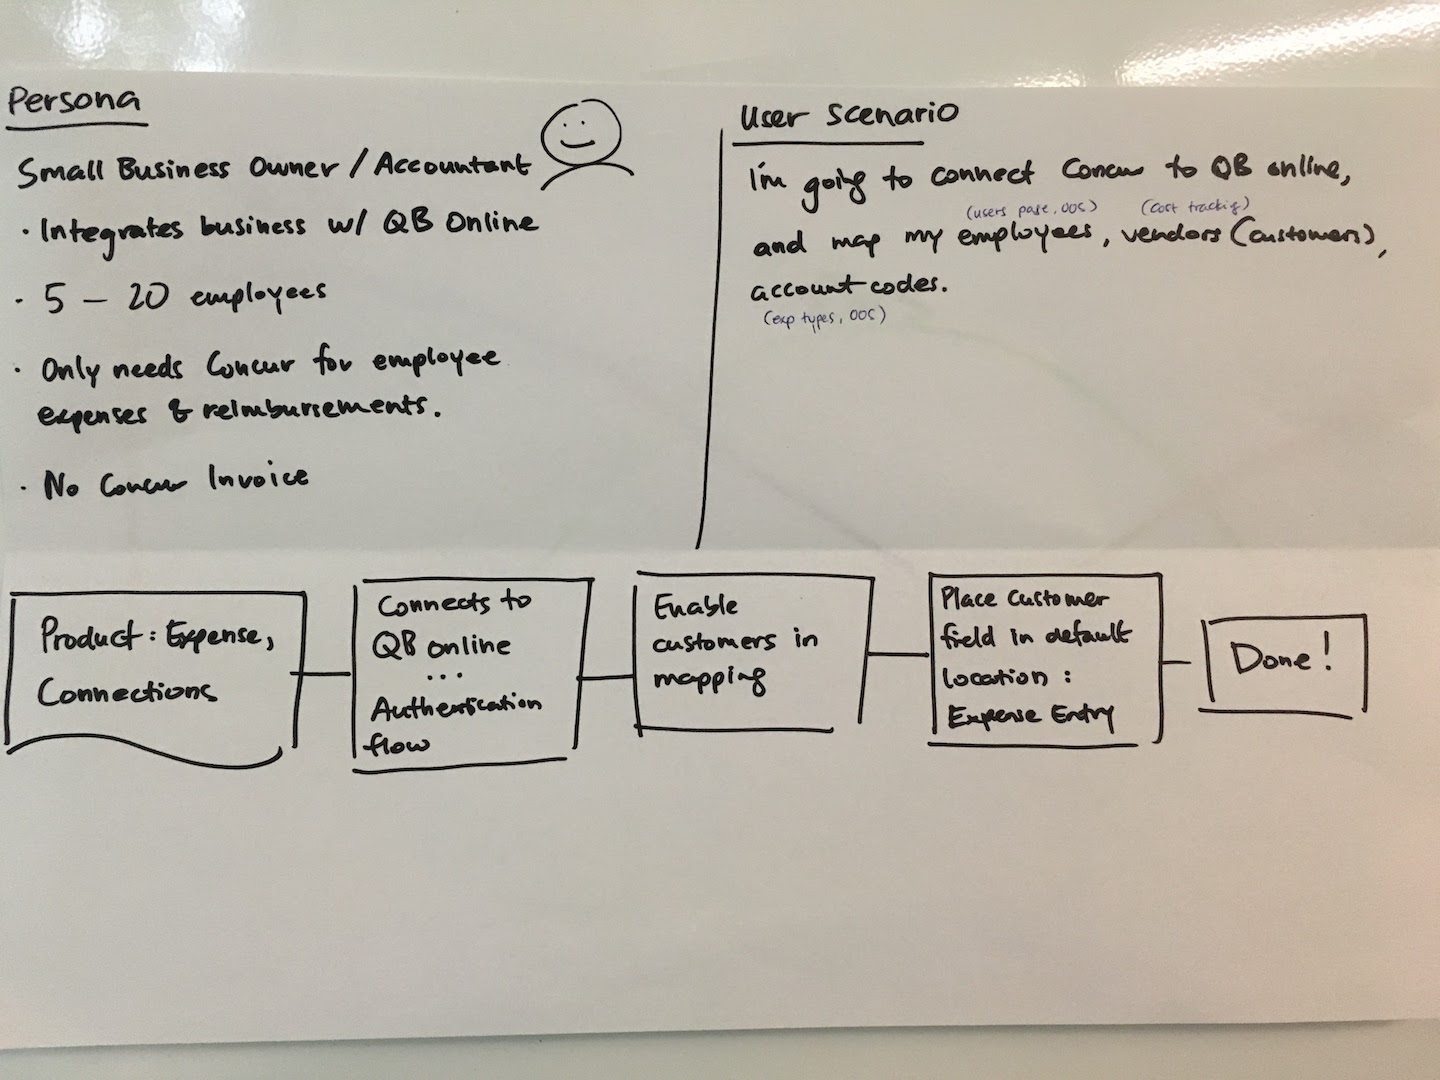 Persona
Small Business Owner / Accountant
· Integrates business w/ QB Online
· 5 – 20 employees
· Only needs Concur for employee
expenses & reimbursements.
· No Concur Invoice
User Scenario
I'm going to connect Concur to QB online,
(users page, OOS) (cost tracking)
and map my employees, vendors (customers),
account codes.
(exp types, OOS)
Product: Expense,
Connections
Connects to
QB online
...
Authentication
flow
Enable
customers in
mapping
Place Customer
field in default
location:
Expense Entry
Done!